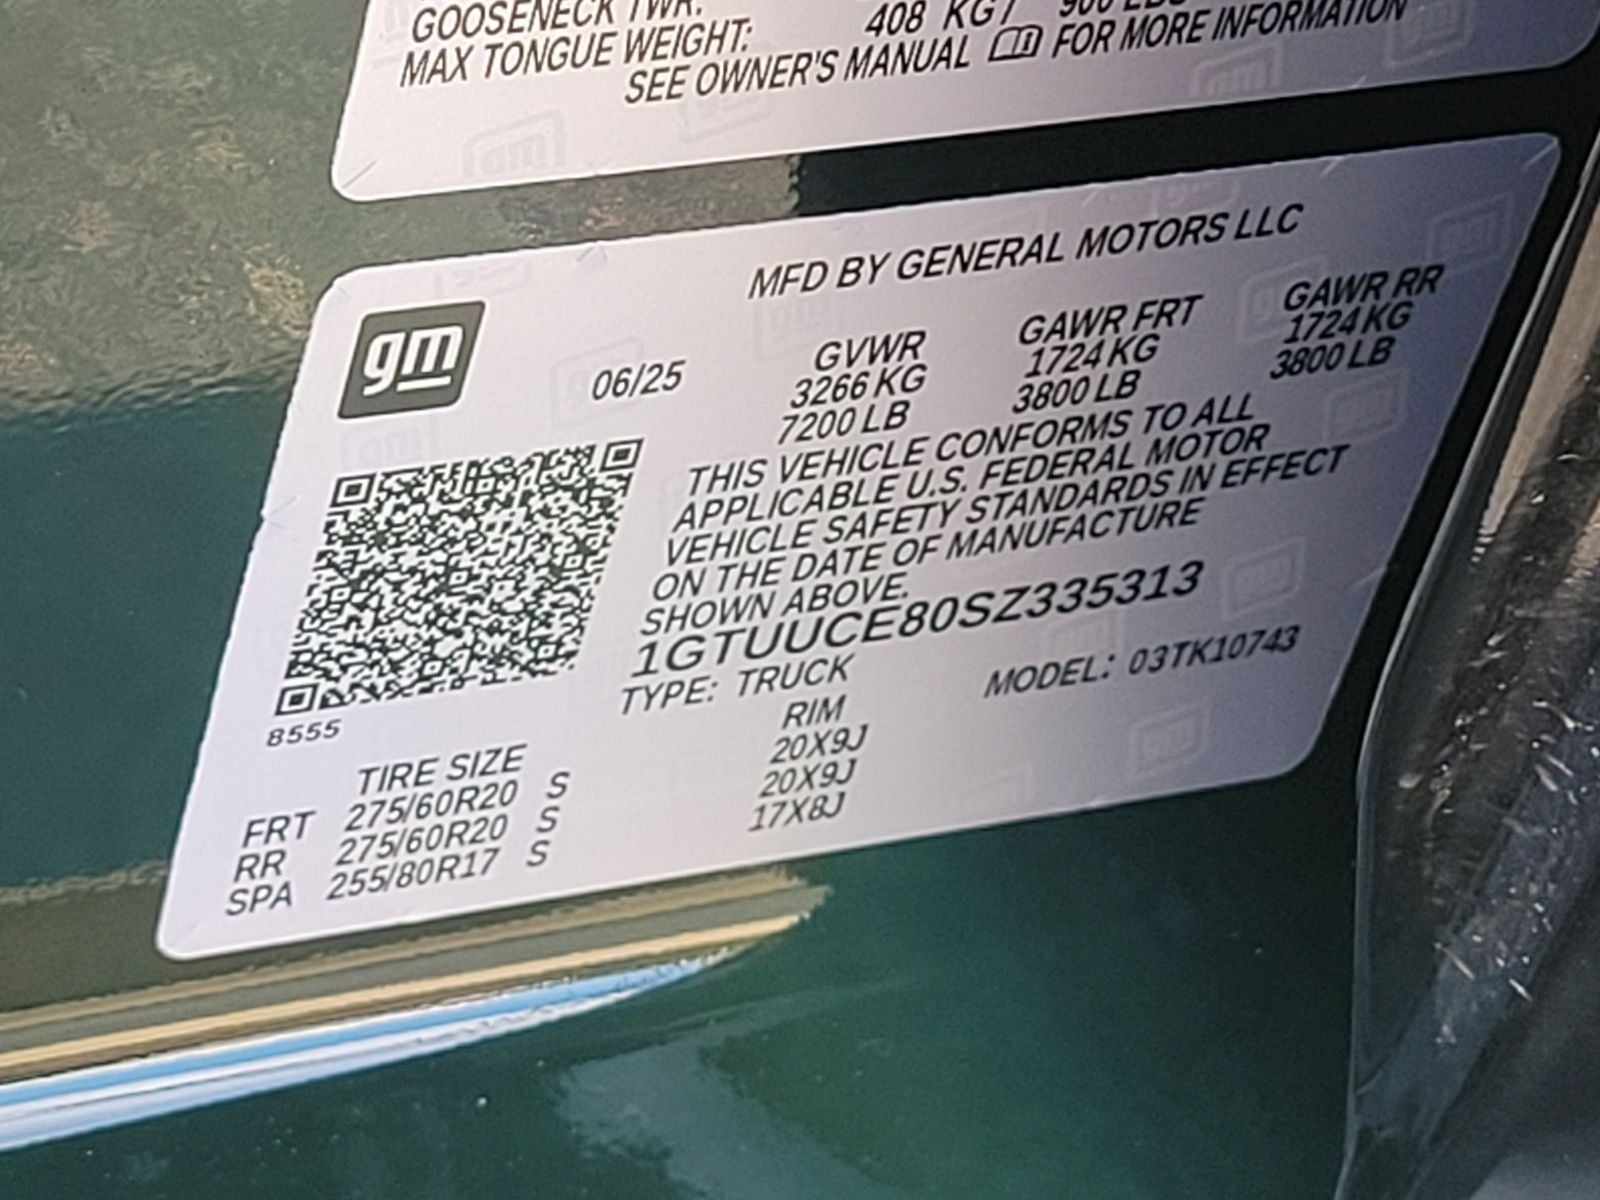 GOOSENECK TWR:
MAX TONGUE WEIGHT: 408 KG / 900 LBS
SEE OWNER'S MANUAL FOR MORE INFORMATION
MFD BY GENERAL MOTORS LLC
gm
06/25
GVWR GAWR FRT GAWR RR
3266 KG 1724 KG 1724 KG
7200 LB 3800 LB 3800 LB
THIS VEHICLE CONFORMS TO ALL
APPLICABLE U.S. FEDERAL MOTOR
VEHICLE SAFETY STANDARDS IN EFFECT
ON THE DATE OF MANUFACTURE
SHOWN ABOVE.
1GTUUCE80SZ335313
TYPE: TRUCK MODEL: 03TK10743
8555
TIRE SIZE RIM
FRT 275/60R20 S 20X9J
RR 275/60R20 S 20X9J
SPA 255/80R17 S 17X8J